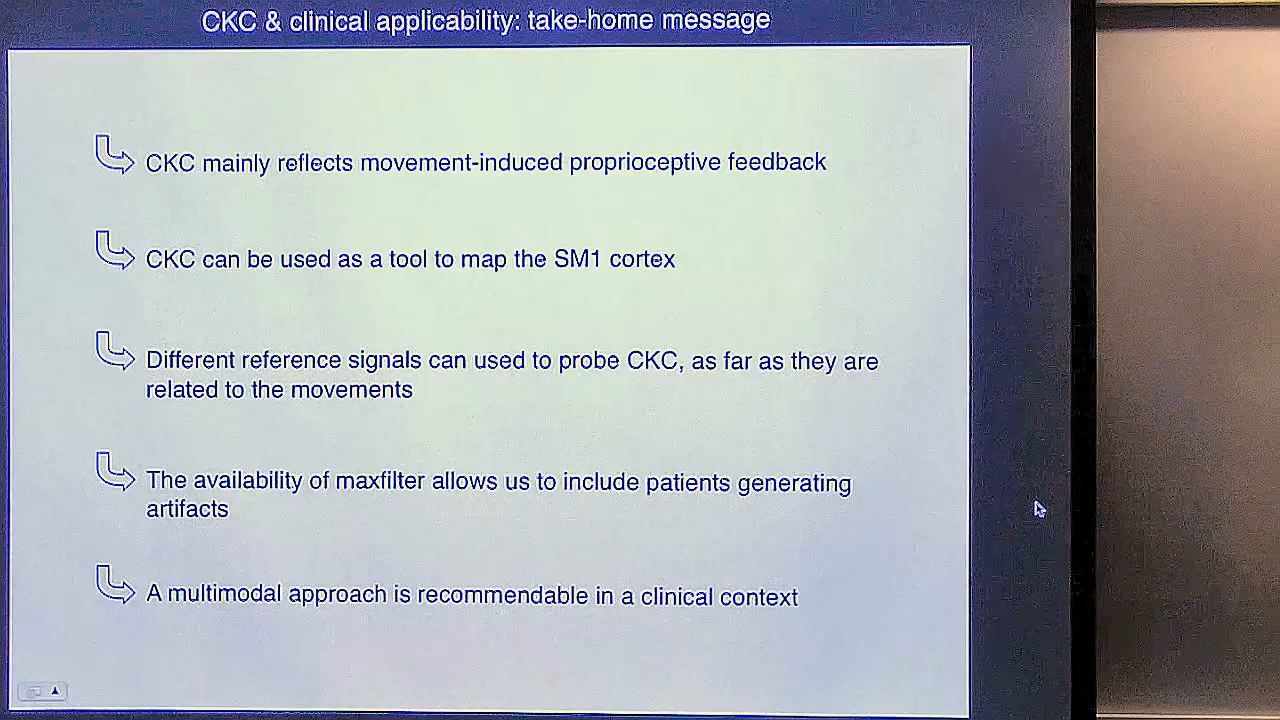 CKC & clinical applicability: take-home message
CKC mainly reflects movement-induced proprioceptive feedback
CKC can be used as a tool to map the SM1 cortex
Different reference signals can used to probe CKC, as far as they are
related to the movements
The availability of maxfilter allows us to include patients generating
artifacts
A multimodal approach is recommendable in a clinical context